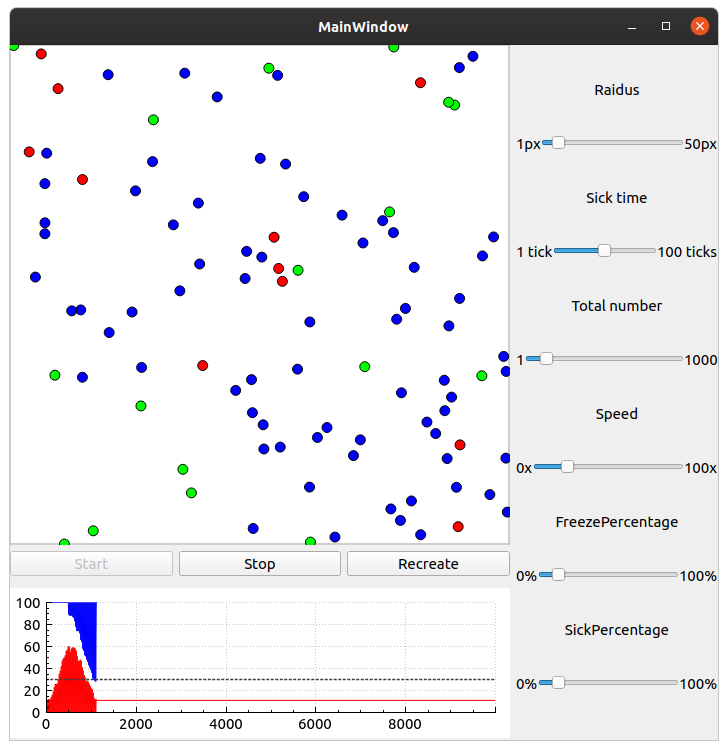 MainWindow
Raidus
1px 50px
Sick time
1 tick 100 ticks
Total number
1 1000
Speed
0x 100x
FreezePercentage
0% 100%
SickPercentage
0% 100%
Start Stop Recreate
100
80
60
40
20
0
0 2000 4000 6000 8000